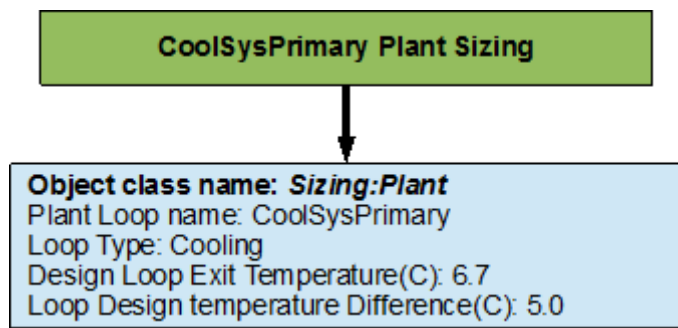 CoolSysPrimary Plant Sizing
Object class name: Sizing:Plant
Plant Loop name: CoolSysPrimary
Loop Type: Cooling
Design Loop Exit Temperature(C): 6.7
Loop Design temperature Difference(C): 5.0